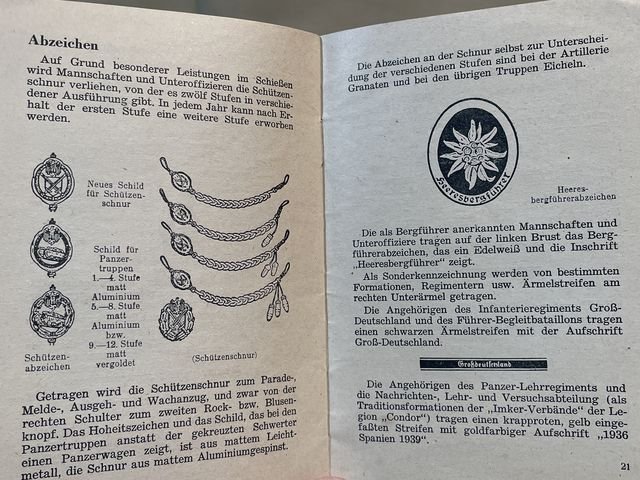 Abzeichen
Auf Grund besonderer Leistungen im Schießen
wird Mannschaften und Unteroffizieren die Schützen-
schnur verliehen, von der es zwölf Stufen in verschie-
dener Ausführung gibt. In jedem Jahr kann nach Er-
halt der ersten Stufe eine weitere Stufe erworben
werden.
Neues Schild
für Schützen-
schnur
Schild für
Panzer-
truppen
1.—4. Stufe
matt
Aluminium
5.—8. Stufe
matt
Aluminium
bzw.
9.—12. Stufe
matt
vergoldet
Schützen-
abzeichen
(Schützenschnur)
Getragen wird die Schützenschnur zum Parade-,
Melde-, Ausgeh- und Wachanzug, und zwar von der
rechten Schulter zum zweiten Rock- bzw. Blusen-
knopf. Das Hoheitszeichen und das Schild, das bei den
Panzertruppen anstatt der gekreuzten Schwerter
einen Panzerwagen zeigt, ist aus mattem Leicht-
metall, die Schnur aus mattem Aluminiumgespinst.
Die Abzeichen an der Schnur selbst zur Unterschei-
dung der verschiedenen Stufen sind bei der Artillerie
Granaten und bei den übrigen Truppen Eicheln.
Heeresbergführer
Heeres-
bergführerabzeichen
Die als Bergführer anerkannten Mannschaften und
Unteroffiziere tragen auf der linken Brust das Berg-
führerabzeichen, das ein Edelweiß und die Inschrift
„Heeresbergführer" zeigt.
Als Sonderkennzeichnung werden von bestimmten
Formationen, Regimentern usw. Ärmelstreifen am
rechten Unterärmel getragen.
Die Angehörigen des Infanterieregiments Groß-
Deutschland und des Führer-Begleitbataillons tragen
einen schwarzen Ärmelstreifen mit der Aufschrift
Groß-Deutschland.
Großdeutschland
Die Angehörigen des Panzer-Lehrregiments und
die Nachrichten-, Lehr- und Versuchsabteilung (als
Traditionsformationen der „Imker-Verbände" der Le-
gion „Condor") tragen einen krapproten, gelb einge-
faßten Streifen mit goldfarbiger Aufschrift „1936
Spanien 1939".
21